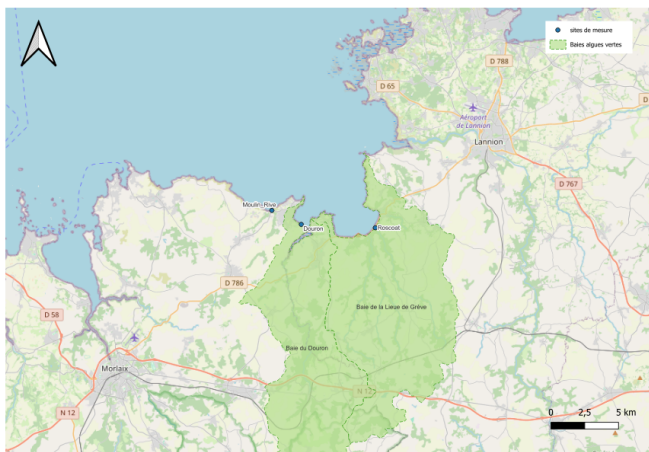 sites de mesure
Baies algues vertes
D 788
D 65
Aéroport
de Lannion
Lannion
D 767
Moulin-Rive
Douron
Roscoat
D 786
Baie de la Lieue de Grève
D 58
Baie du Douron
Morlaix
N 12
N 12
0 2,5 5 km